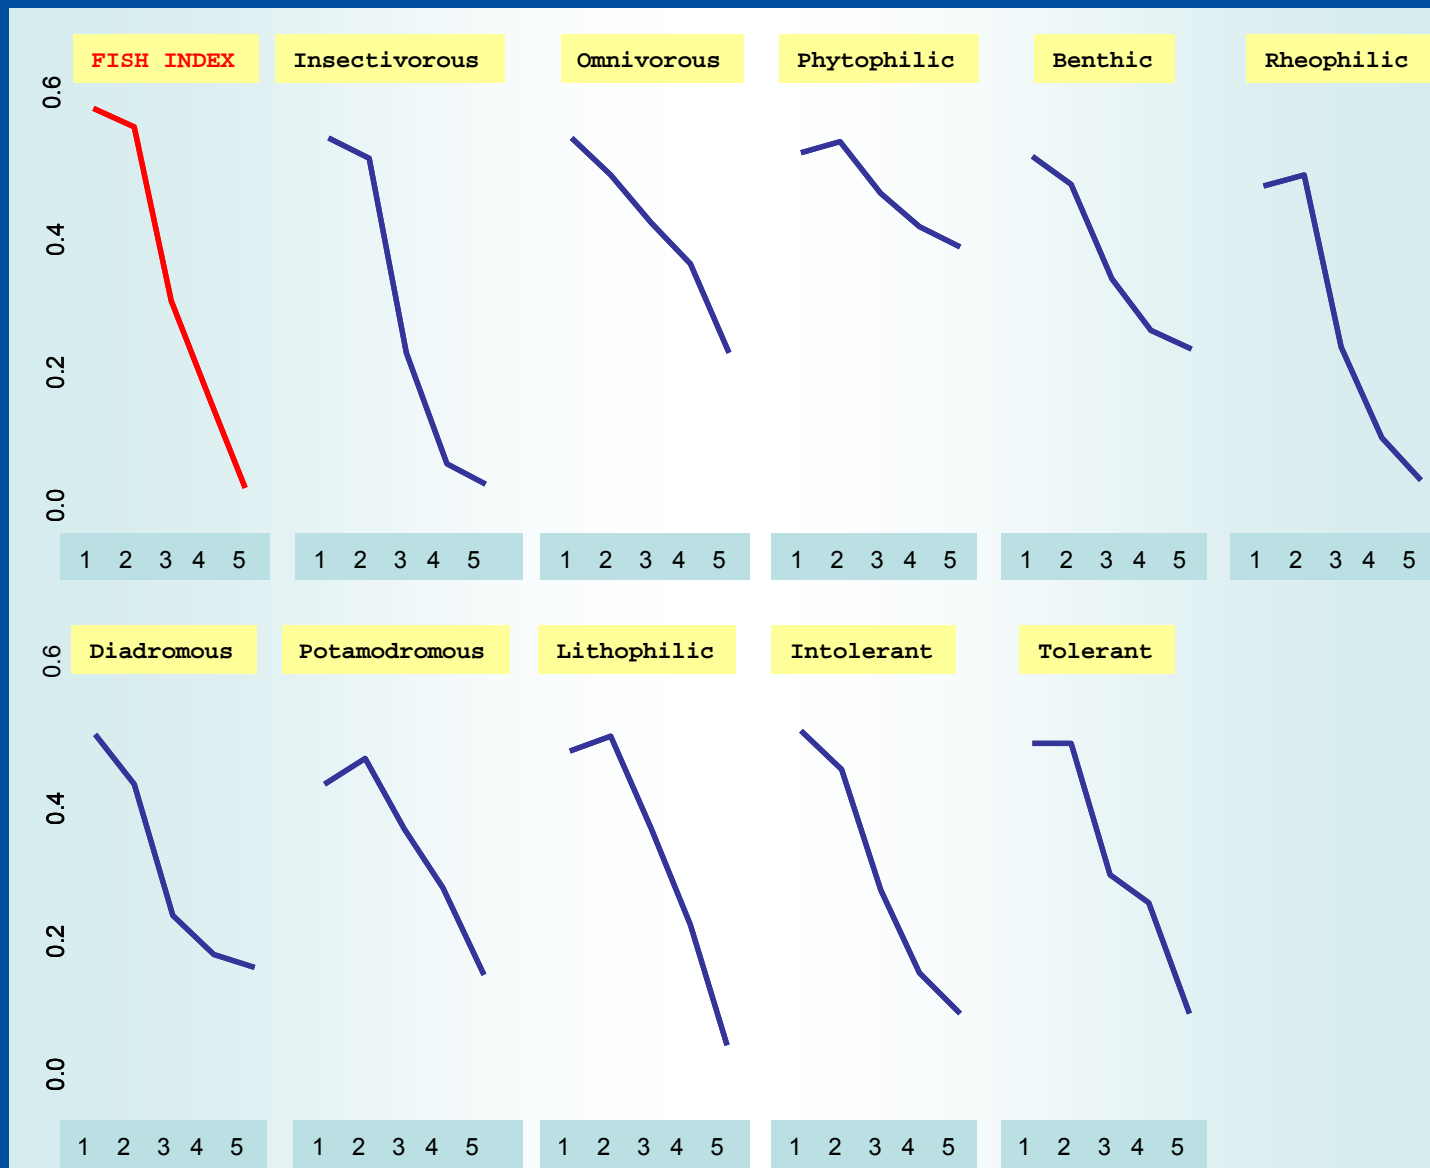 FISH INDEX Insectivorous Omnivorous Phytophilic Benthic Rheophilic
0.6
0.4
0.2
0.0
1 2 3 4 5 1 2 3 4 5 1 2 3 4 5 1 2 3 4 5 1 2 3 4 5 1 2 3 4 5
Diadromous Potamodromous Lithophilic Intolerant Tolerant
0.6
0.4
0.2
0.0
1 2 3 4 5 1 2 3 4 5 1 2 3 4 5 1 2 3 4 5 1 2 3 4 5